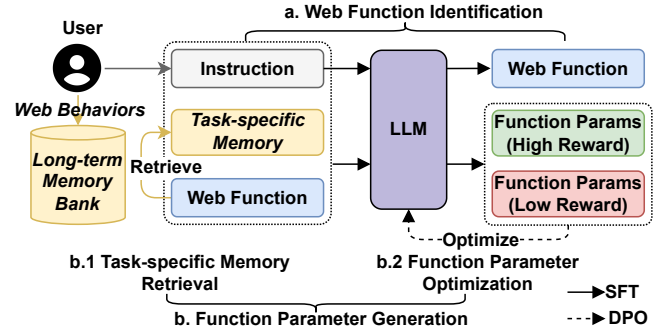 a. Web Function Identification
User
Instruction
LLM
Web Function
Web Behaviors
Task-specific
Memory
Long-term
Memory
Bank
Retrieve
Web Function
Function Params
(High Reward)
Function Params
(Low Reward)
Optimize
b.1 Task-specific Memory
Retrieval
b.2 Function Parameter
Optimization
b. Function Parameter Generation
SFT
DPO